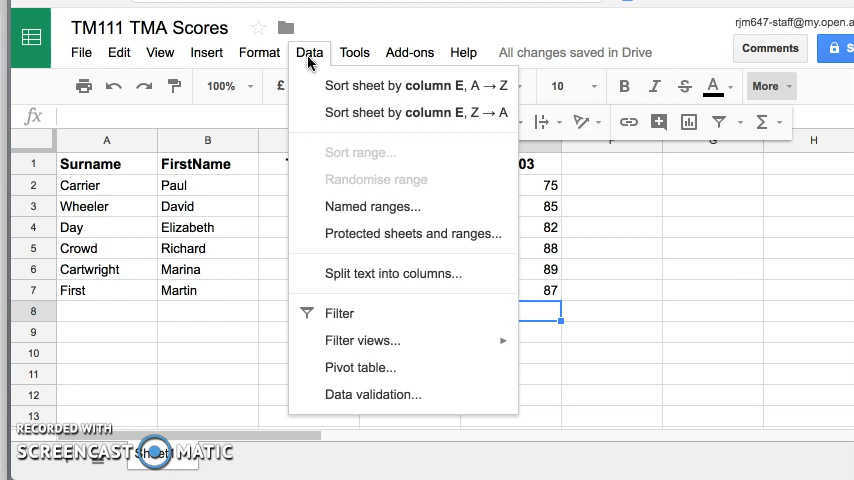 TM111 TMA Scores
rjm647-staff@my.open.a
File Edit View Insert Format Data Tools Add-ons Help All changes saved in Drive
Comments
100% £ 10 B I S A More
fx
Sort sheet by column E, A → Z
Sort sheet by column E, Z → A
Sort range...
Randomise range
Named ranges...
Protected sheets and ranges...
Split text into columns...
Filter
Filter views...
Pivot table...
Data validation...
A B H
1 Surname FirstName 03
2 Carrier Paul 75
3 Wheeler David 85
4 Day Elizabeth 82
5 Crowd Richard 88
6 Cartwright Marina 89
7 First Martin 87
8
9
10
11
12
13
RECORDED WITH
SCREENCAST-O-MATIC